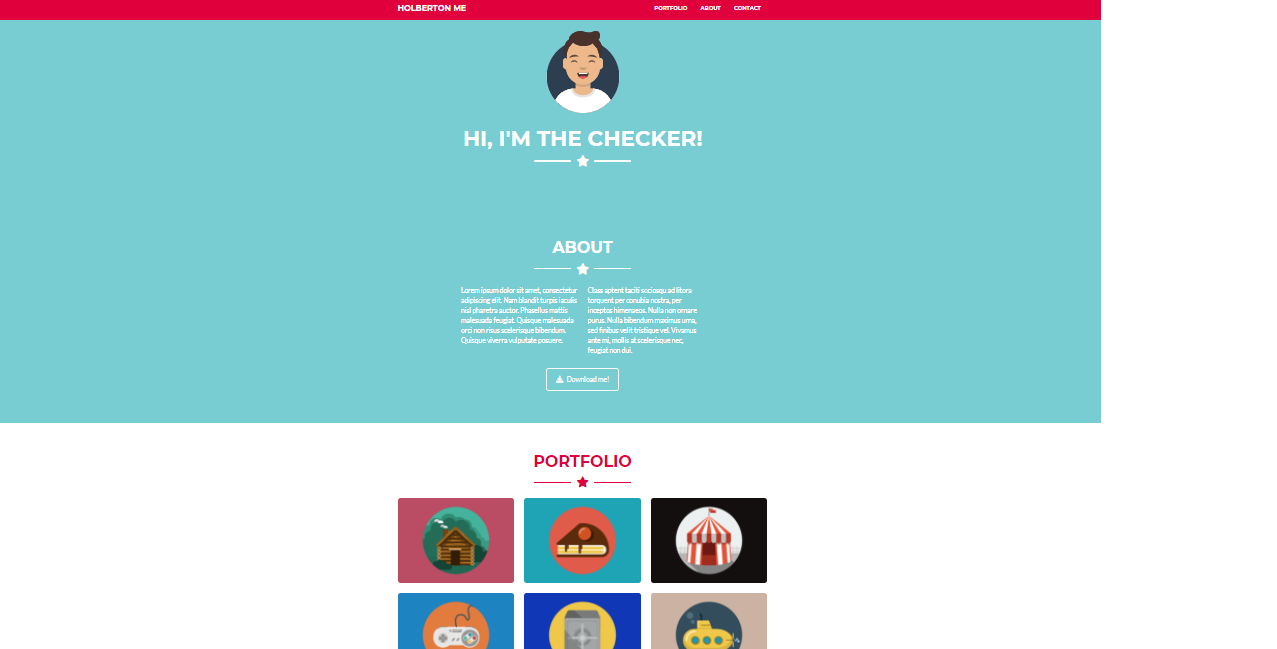 HOLBERTON ME
PORTFOLIO ABOUT CONTACT
HI, I'M THE CHECKER!
ABOUT
Lorem ipsum dolor sit amet, consectetur
adipiscing elit. Nam blandit turpis iaculis
nisl pharetra auctor. Phasellus mattis
malesuada feugiat. Quisque malesuada
orci non risus scelerisque bibendum.
Quisque viverra vulputate posuere.
Class aptent taciti sociosqu ad litora
torquent per conubia nostra, per
inceptos himenaeos. Nulla non ornare
purus. Nulla bibendum maximus urna,
sed finibus velit tristique vel. Vivamus
ante mi, mollis at scelerisque nec,
feugiat non dui.
Download me!
PORTFOLIO